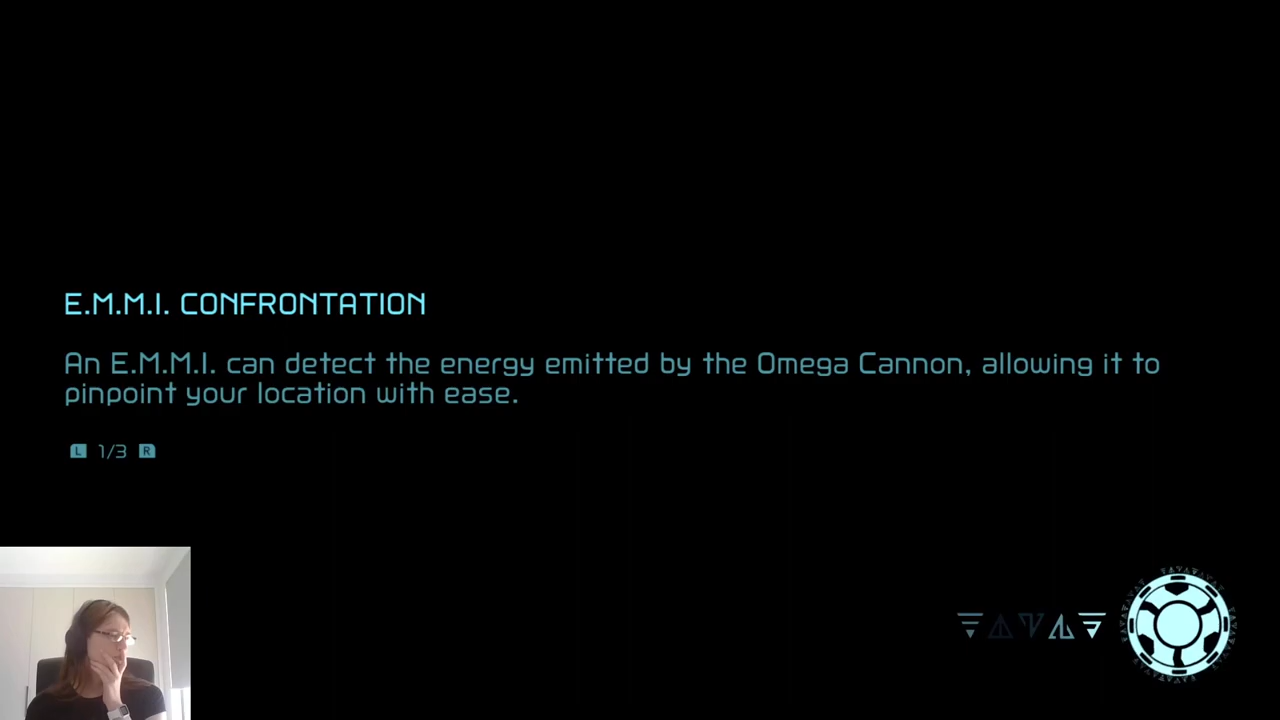 E.M.M.I. CONFRONTATION
An E.M.M.I. can detect the energy emitted by the Omega Cannon, allowing it to
pinpoint your location with ease.
L 1/3 R